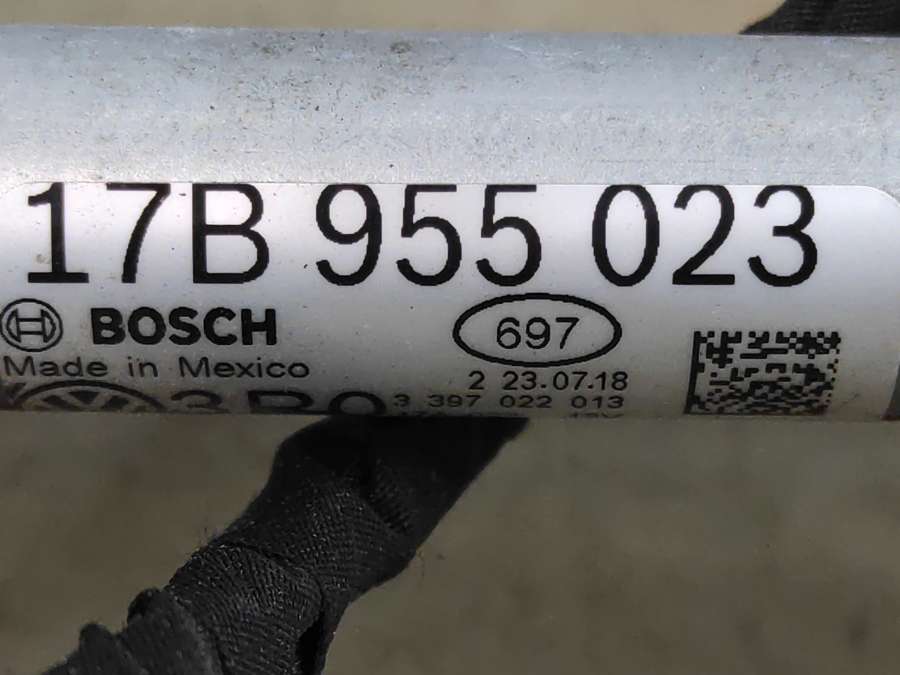 17B 955 023
BOSCH 697
Made in Mexico
2 23.07.18
3 397 022 013